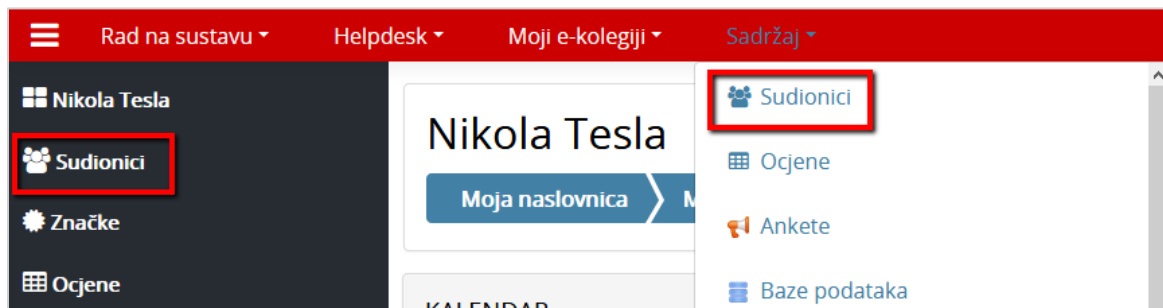 Rad na sustavu Helpdesk Moji e-kolegiji Sadržaj
Nikola Tesla
Sudionici
Značke
Ocjene
Nikola Tesla
Moja naslovnica M
KALENDAR
Sudionici
Ocjene
Ankete
Baze podataka